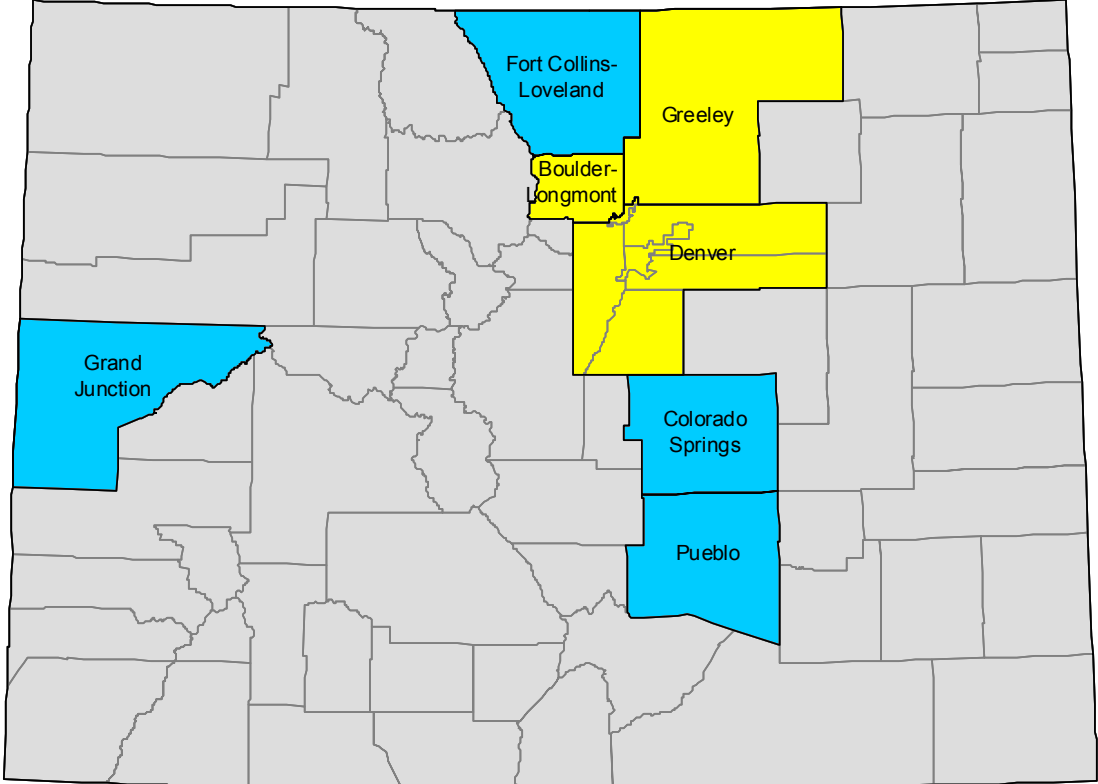 Fort Collins-
Loveland
Greeley
Boulder-
Longmont
Denver
Grand
Junction
Colorado
Springs
Pueblo